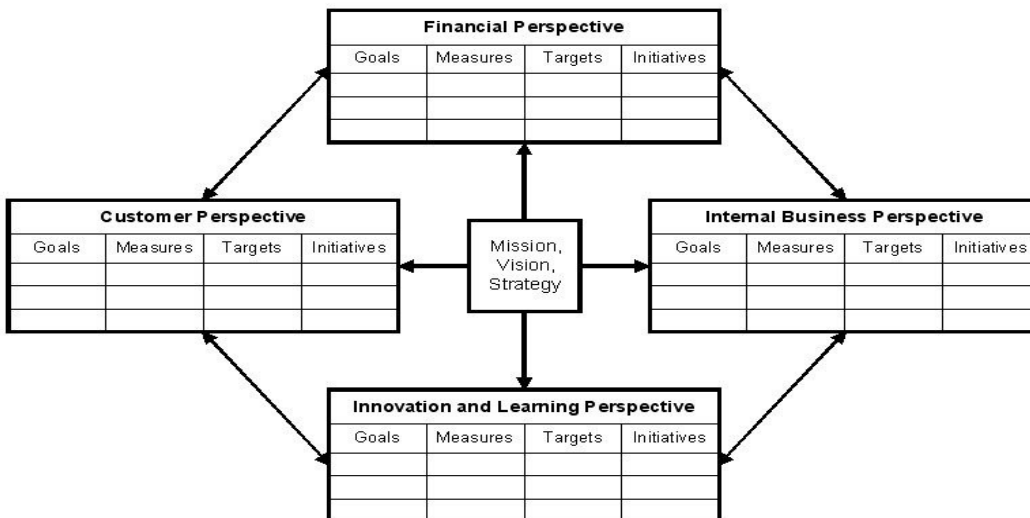 Financial Perspective
Goals Measures Targets Initiatives
Customer Perspective
Goals Measures Targets Initiatives
Mission,
Vision,
Strategy
Internal Business Perspective
Goals Measures Targets Initiatives
Innovation and Learning Perspective
Goals Measures Targets Initiatives